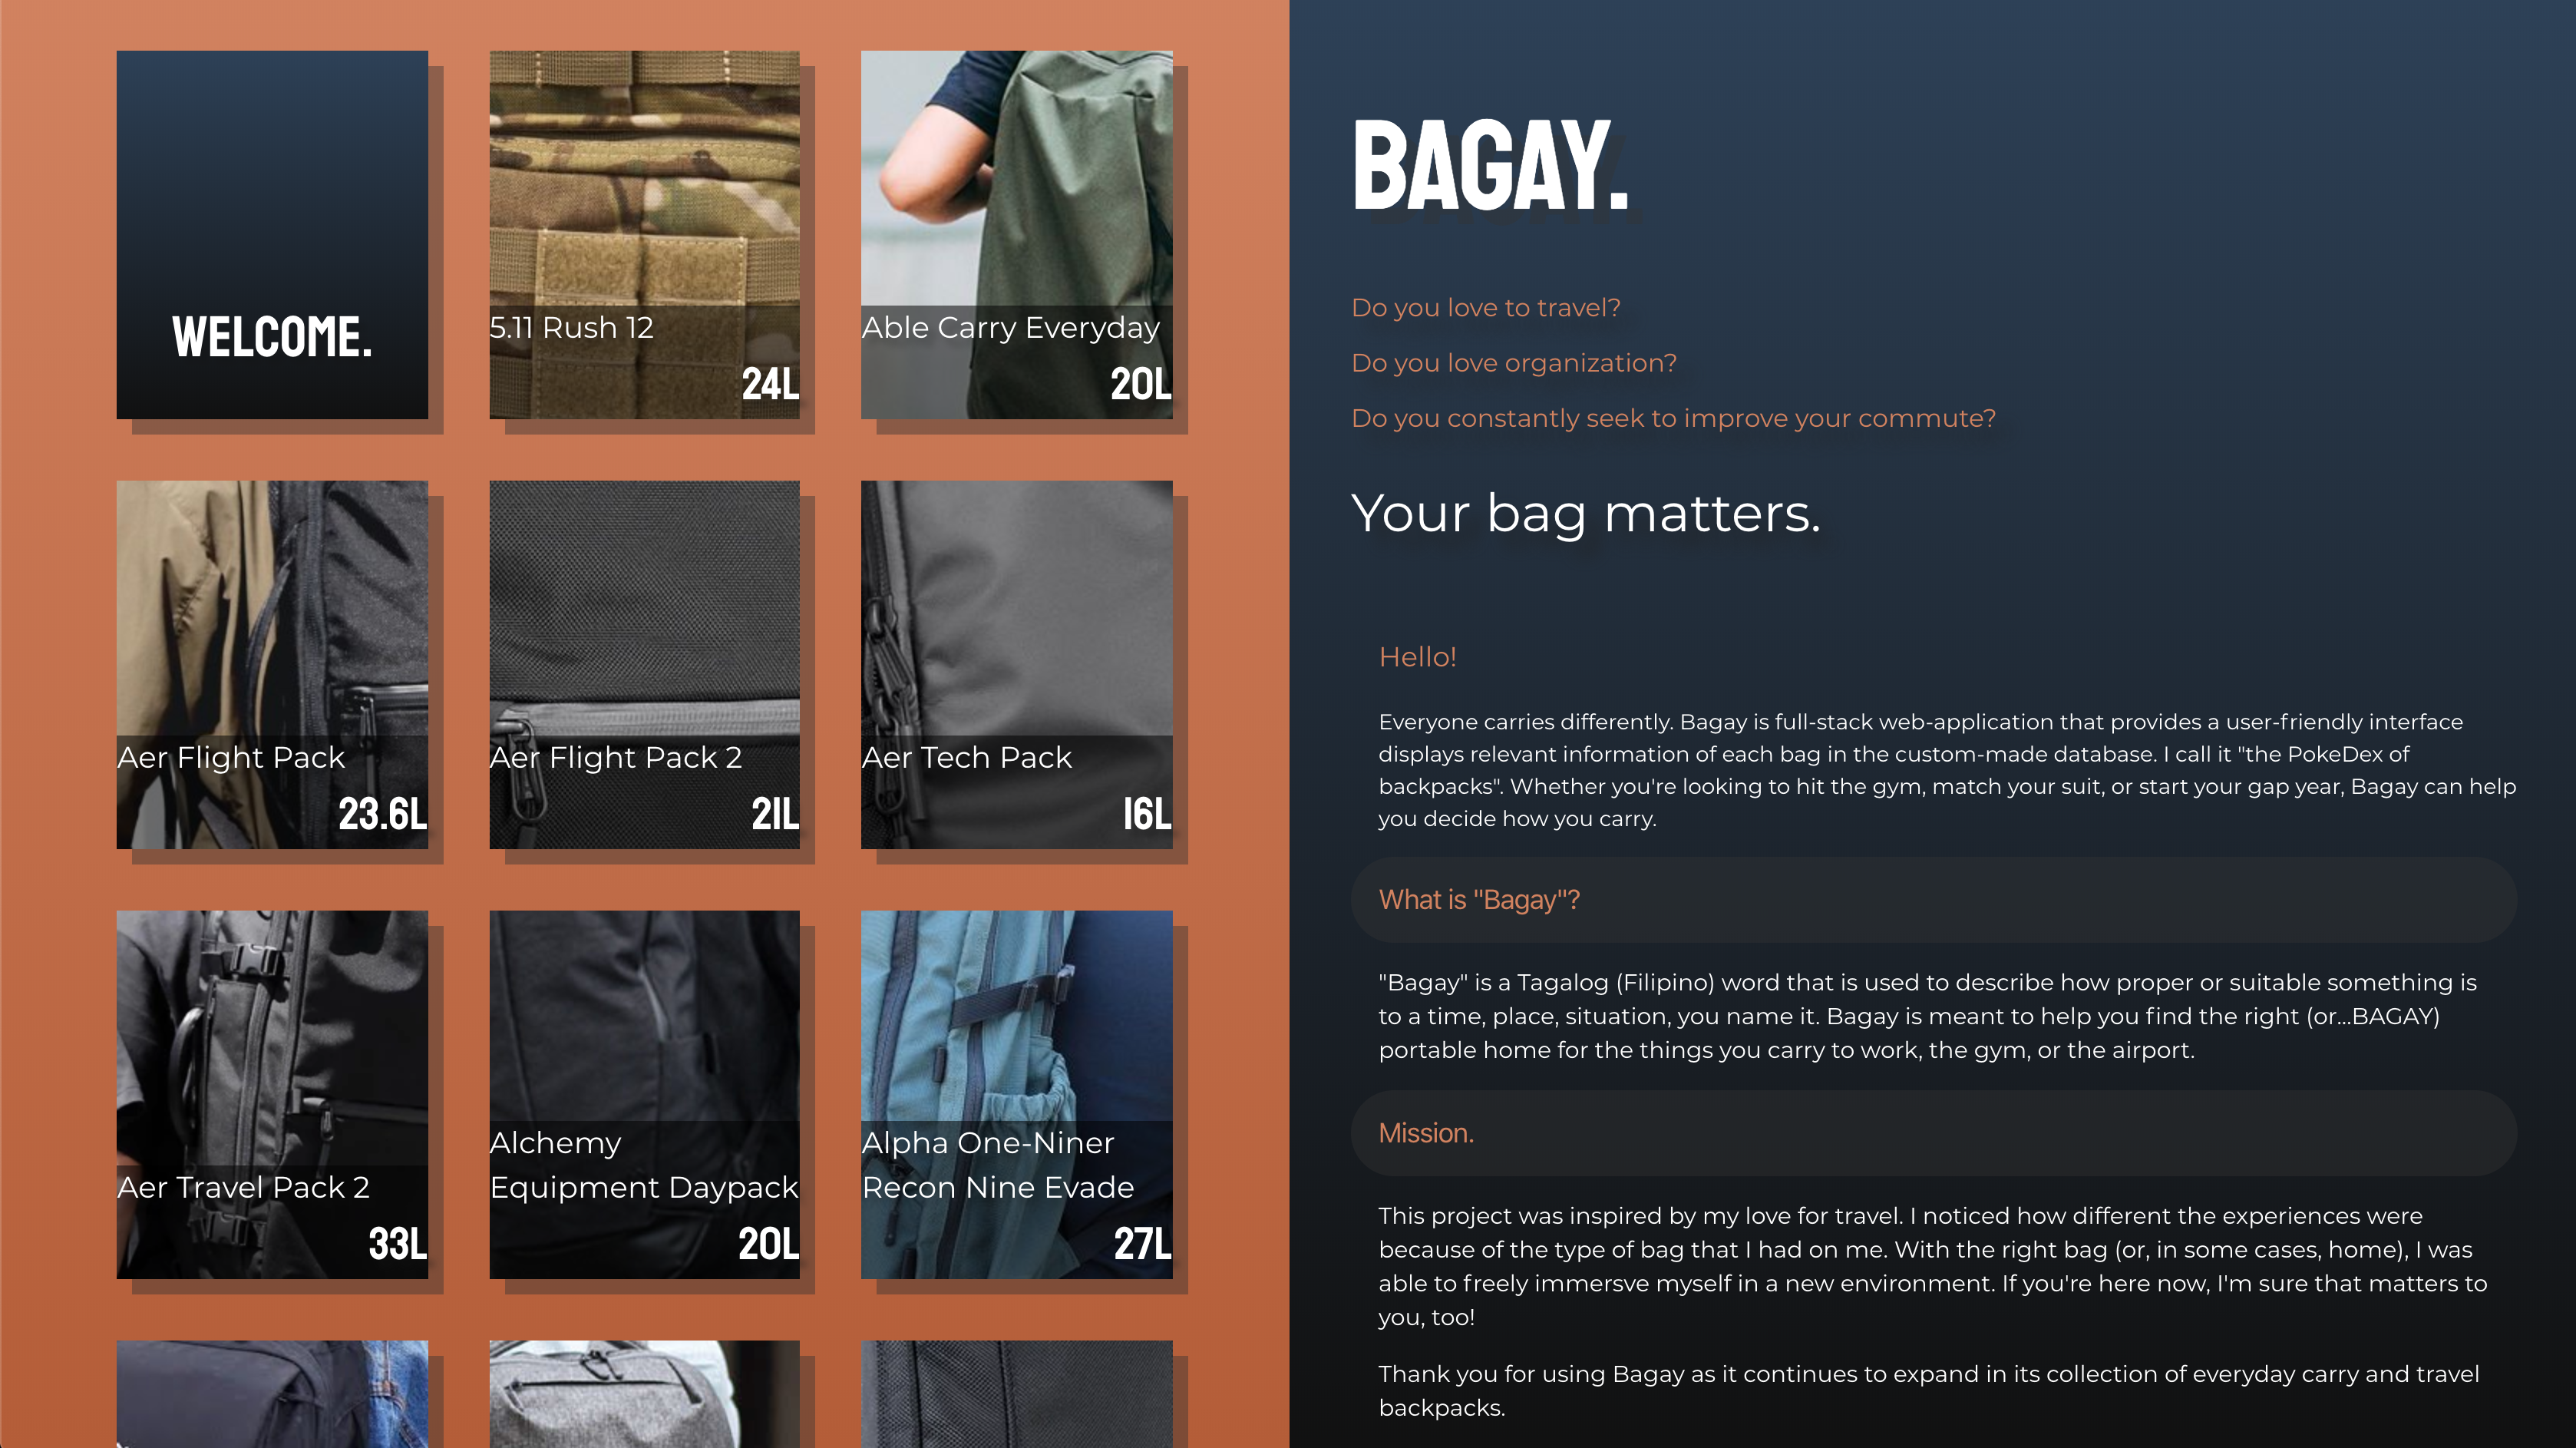 WELCOME.
5.11 Rush 12
24L
Able Carry Everyday
20L
Aer Flight Pack
23.6L
Aer Flight Pack 2
21L
Aer Tech Pack
16L
Aer Travel Pack 2
33L
Alchemy
Equipment Daypack
20L
Alpha One-Niner
Recon Nine Evade
27L
BAGAY.
Do you love to travel?
Do you love organization?
Do you constantly seek to improve your commute?
Your bag matters.
Hello!
Everyone carries differently. Bagay is full-stack web-application that provides a user-friendly interface
displays relevant information of each bag in the custom-made database. I call it "the PokeDex of
backpacks". Whether you're looking to hit the gym, match your suit, or start your gap year, Bagay can help
you decide how you carry.
What is "Bagay"?
"Bagay" is a Tagalog (Filipino) word that is used to describe how proper or suitable something is
to a time, place, situation, you name it. Bagay is meant to help you find the right (or...BAGAY)
portable home for the things you carry to work, the gym, or the airport.
Mission.
This project was inspired by my love for travel. I noticed how different the experiences were
because of the type of bag that I had on me. With the right bag (or, in some cases, home), I was
able to freely immersve myself in a new environment. If you're here now, I'm sure that matters to
you, too!
Thank you for using Bagay as it continues to expand in its collection of everyday carry and travel
backpacks.